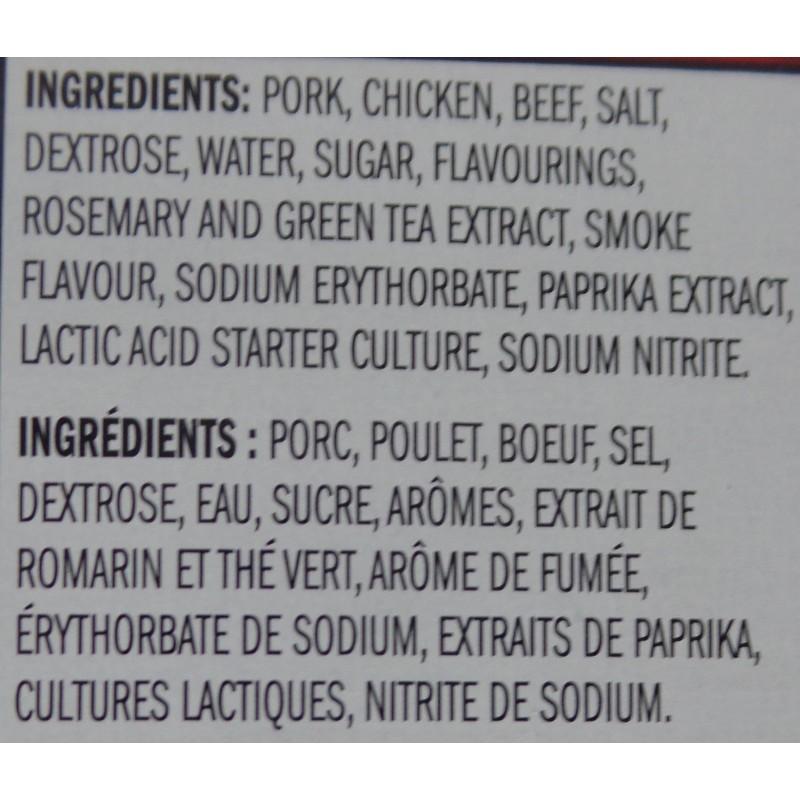 INGREDIENTS: PORK, CHICKEN, BEEF, SALT,
DEXTROSE, WATER, SUGAR, FLAVOURINGS,
ROSEMARY AND GREEN TEA EXTRACT, SMOKE
FLAVOUR, SODIUM ERYTHORBATE, PAPRIKA EXTRACT,
LACTIC ACID STARTER CULTURE, SODIUM NITRITE.
INGRÉDIENTS : PORC, POULET, BOEUF, SEL,
DEXTROSE, EAU, SUCRE, ARÔMES, EXTRAIT DE
ROMARIN ET THÉ VERT, ARÔME DE FUMÉE,
ÉRYTHORBATE DE SODIUM, EXTRAITS DE PAPRIKA,
CULTURES LACTIQUES, NITRITE DE SODIUM.